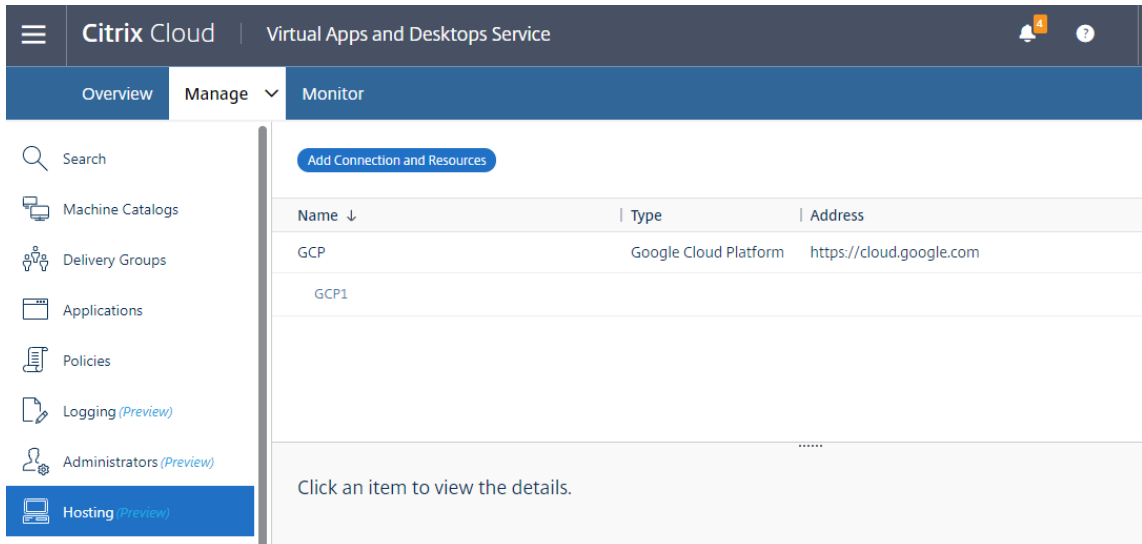 Citrix Cloud | Virtual Apps and Desktops Service 4 ?
Overview Manage Monitor
Search
Machine Catalogs
Delivery Groups
Applications
Policies
Logging (Preview)
Administrators (Preview)
Hosting (Preview)
Add Connection and Resources
Name ↓ | Type | Address
GCP Google Cloud Platform https://cloud.google.com
GCP1
Click an item to view the details.